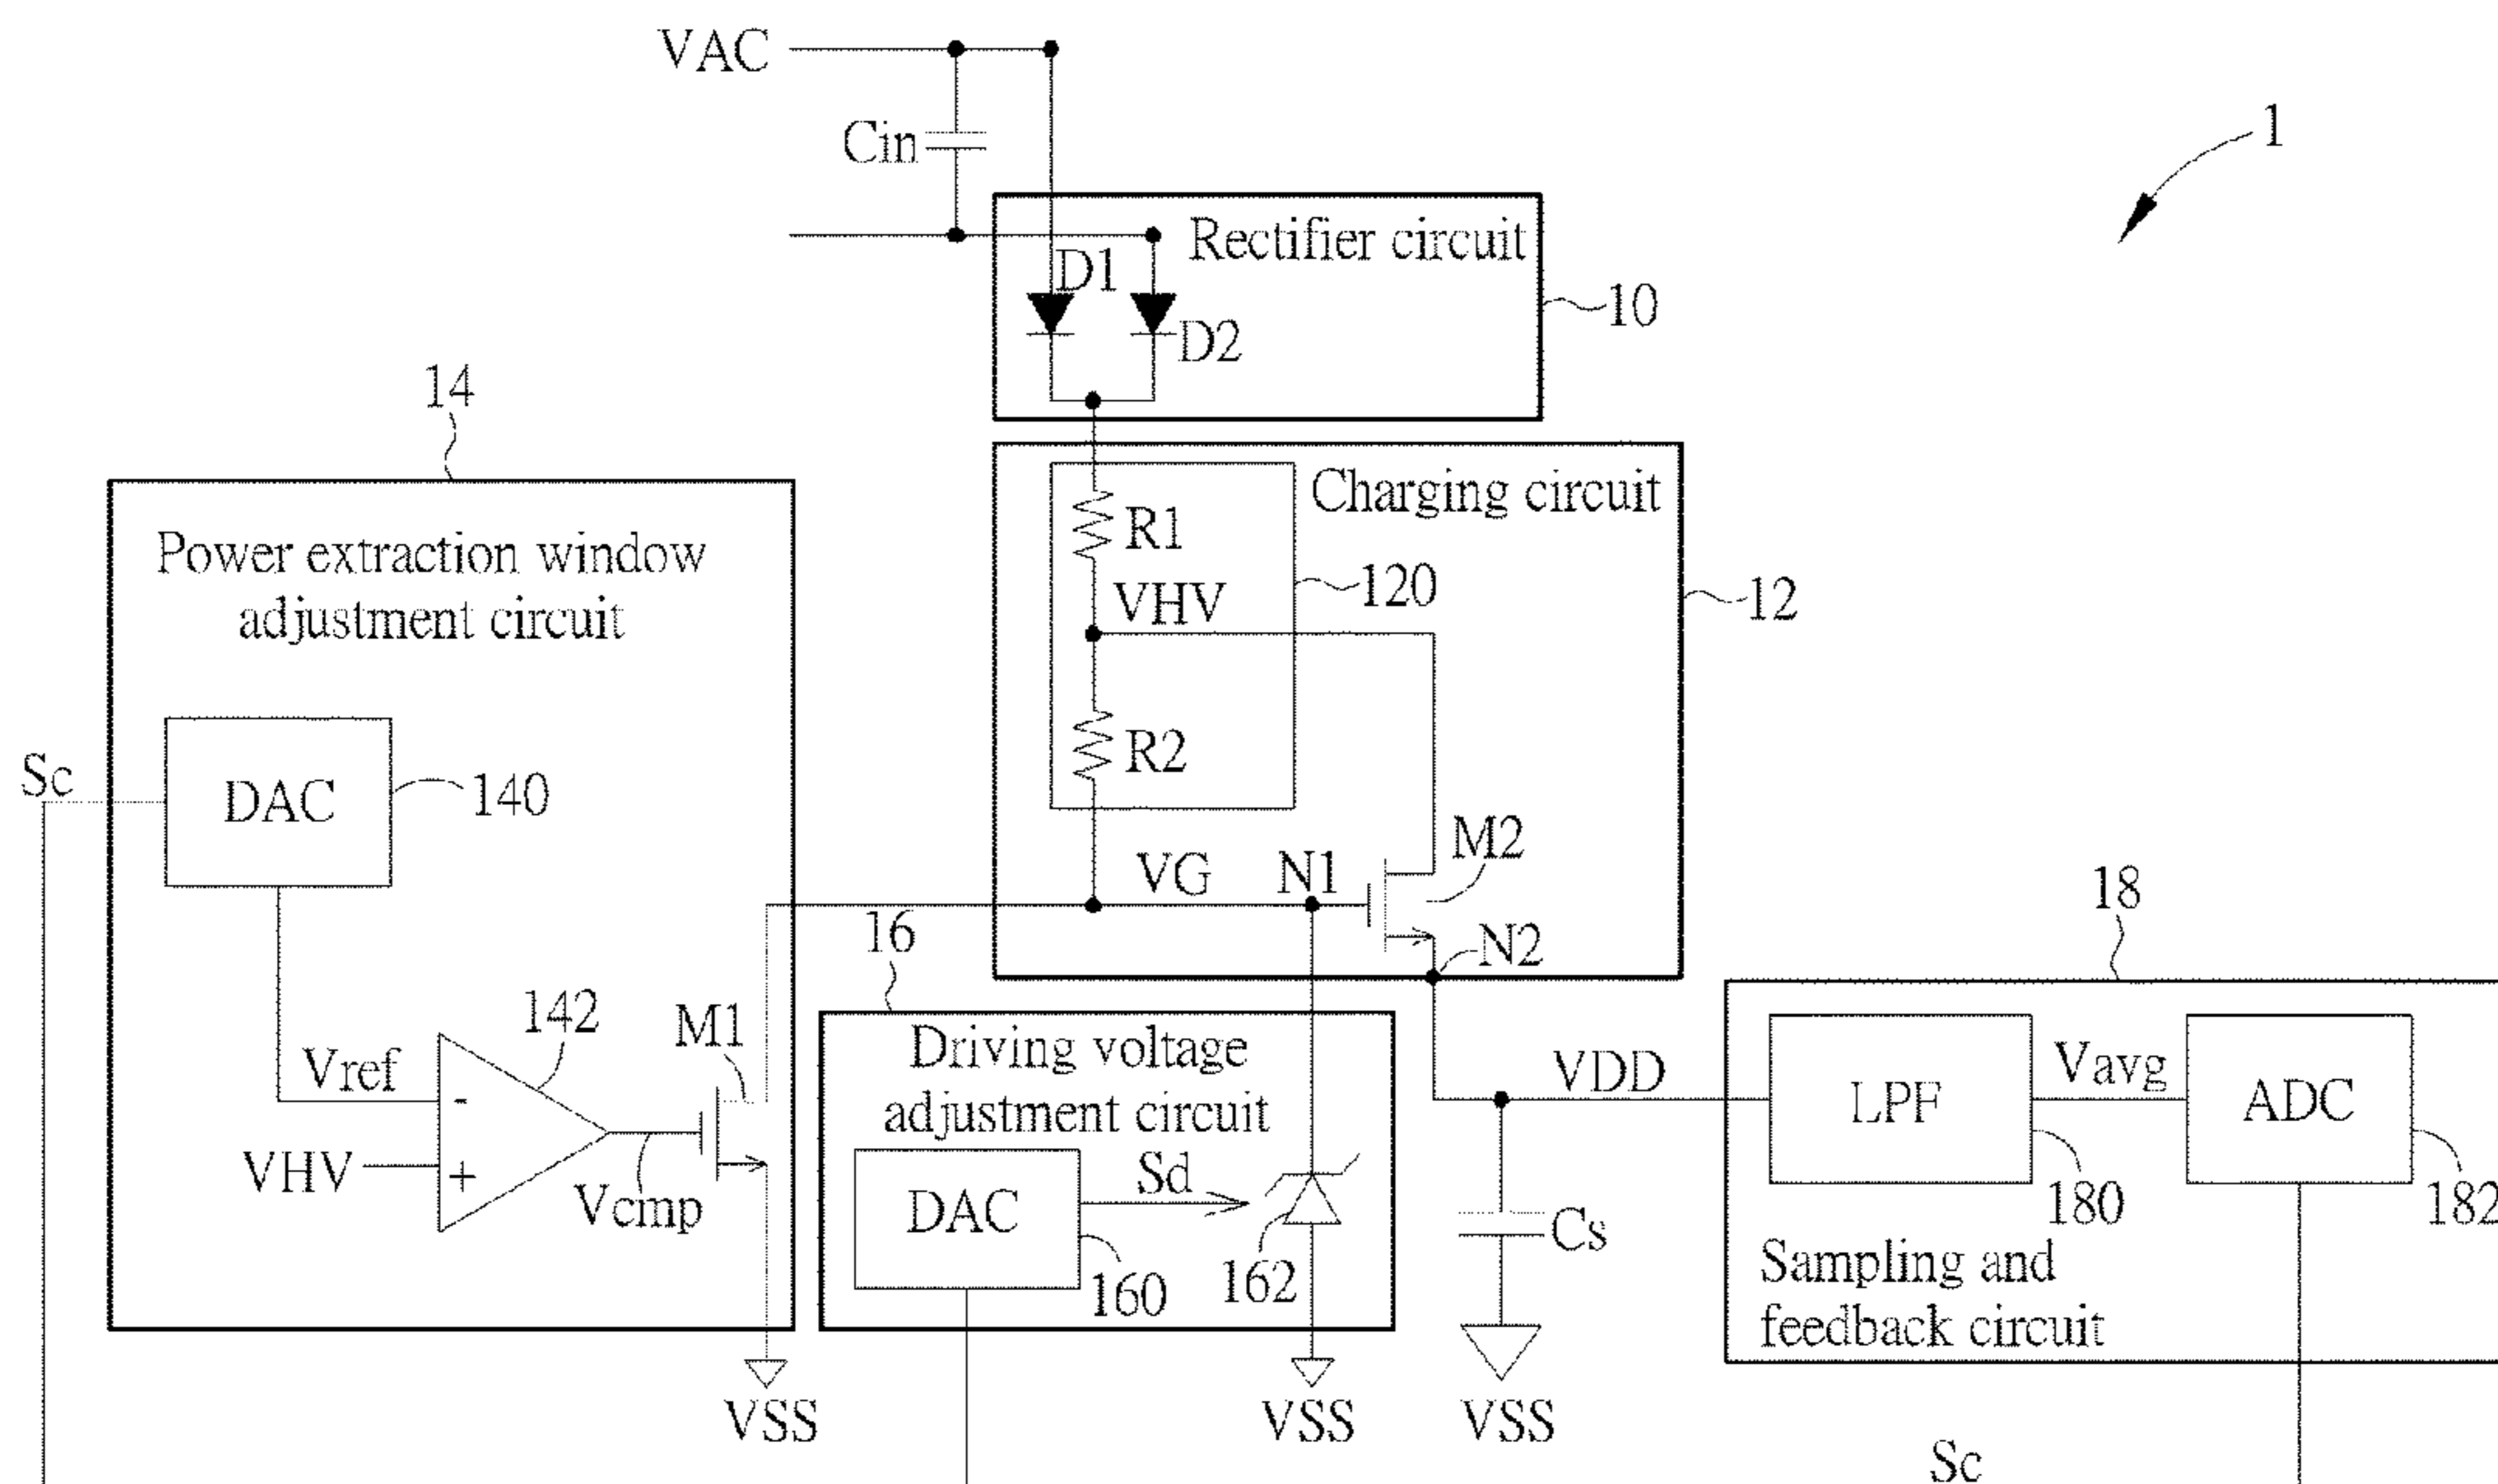 VAC
1
Cin
Rectifier circuit
D1
10
D2
14
Charging circuit
R1
Power extraction window
adjustment circuit
VHV
120
12
R2
Sc
DAC
140
M2
VG
N1
18
16
N2
142
M1
Driving voltage
adjustment circuit
Vref
VDD
LPF
Vavg
ADC
-
VHV
+
Vcmp
DAC
Sd
160
162
Cs
180
182
Sampling and
feedback circuit
VSS
VSS
VSS
Sc